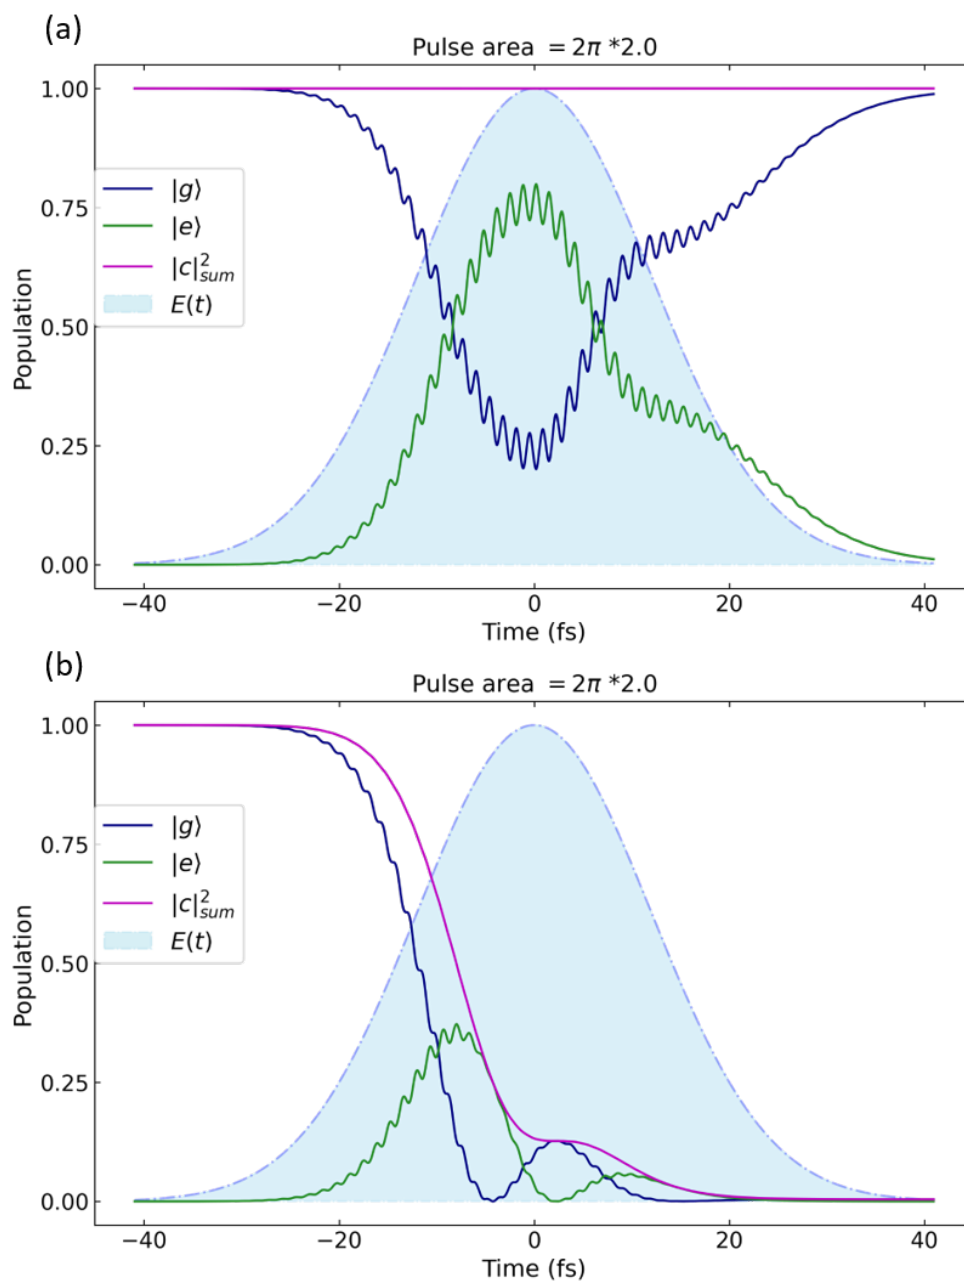 (a)
Pulse area = 2π *2.0
Population
1.00
0.75
0.50
0.25
0.00
|g⟩
|e⟩
|c|²sum
E(t)
−40 −20 0 20 40
Time (fs)
(b)
Pulse area = 2π *2.0
Population
1.00
0.75
0.50
0.25
0.00
|g⟩
|e⟩
|c|²sum
E(t)
−40 −20 0 20 40
Time (fs)